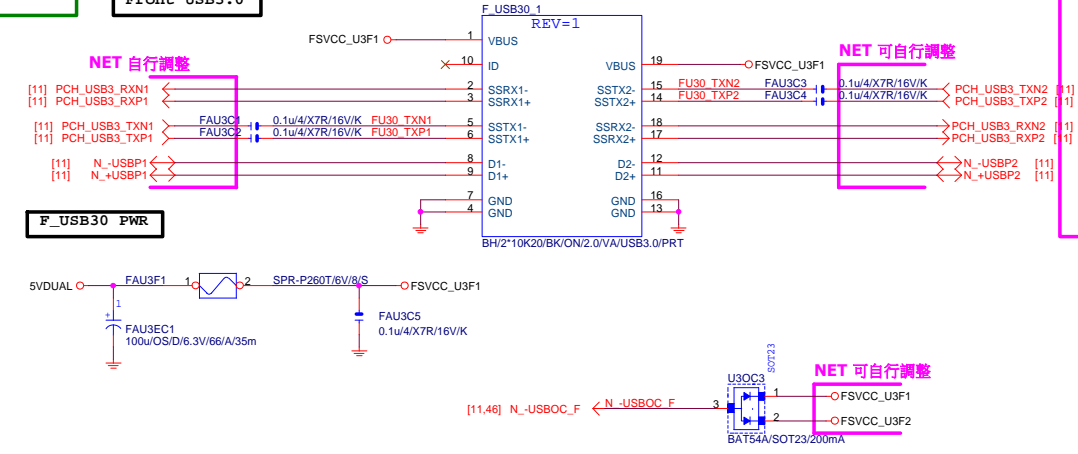 Front USB3.0
F_USB30_1
REV=1
FSVCC_U3F1
1
VBUS
10
ID
VBUS
19
FSVCC_U3F1
NET 自行調整
NET 可自行調整
[11] PCH_USB3_RXN1
2
SSRX1-
[11] PCH_USB3_RXP1
3
SSRX1+
SSTX2-
15
FU30_TXN2
FAU3C3
0.1u/4/X7R/16V/K
PCH_USB3_TXN2 [11]
SSTX2+
14
FU30_TXP2
FAU3C4
0.1u/4/X7R/16V/K
PCH_USB3_TXP2 [11]
[11] PCH_USB3_TXN1
FAU3C1
0.1u/4/X7R/16V/K
FU30_TXN1
5
SSTX1-
[11] PCH_USB3_TXP1
FAU3C2
0.1u/4/X7R/16V/K
FU30_TXP1
6
SSTX1+
SSRX2-
18
PCH_USB3_RXN2 [11]
SSRX2+
17
PCH_USB3_RXP2 [11]
[11] N_-USBP1
8
D1-
[11] N_+USBP1
9
D1+
D2-
12
N_-USBP2 [11]
D2+
11
N_+USBP2 [11]
7
GND
4
GND
GND
16
GND
13
BH/2*10K20/BK/ON/2.0/VA/USB3.0/PRT
F_USB30 PWR
5VDUAL
FAU3F1
1
2
SPR-P260T/6V/8/S
FSVCC_U3F1
1
+
FAU3EC1
100u/OS/D/6.3V/66/A/35m
FAU3C5
0.1u/4/X7R/16V/K
SOT23
NET 可自行調整
U3OC3
[11,46] N_-USBOC_F
N_-USBOC_F
3
1
FSVCC_U3F1
2
FSVCC_U3F2
BAT54A/SOT23/200mA